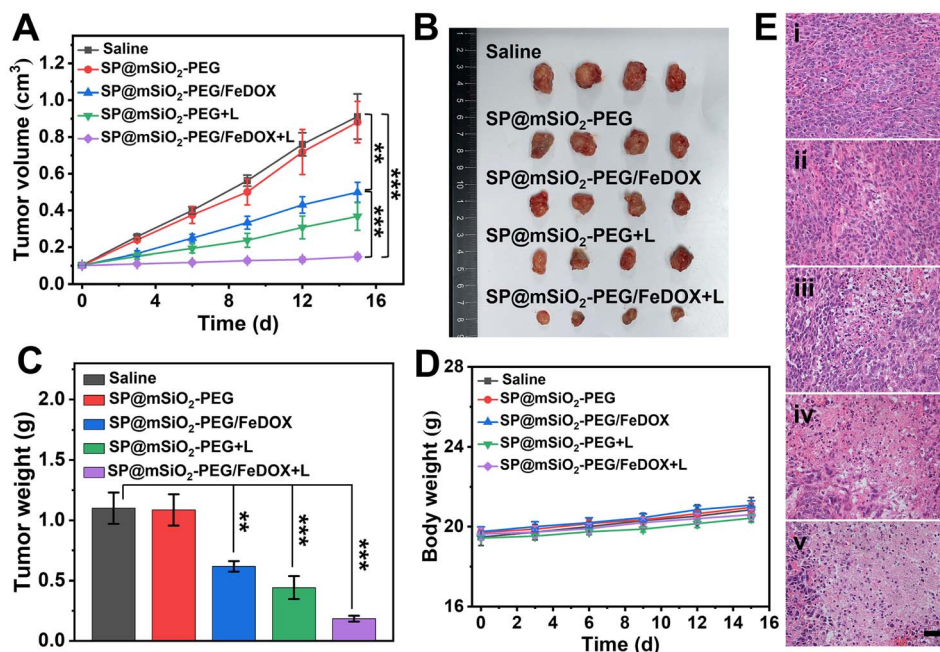 A
Saline
SP@mSiO₂-PEG
SP@mSiO₂-PEG/FeDOX
SP@mSiO₂-PEG+L
SP@mSiO₂-PEG/FeDOX+L
Tumor volume (cm³)
1.2
1.0
0.8
0.6
0.4
0.2
0.0
0 4 8 12 16
Time (d)
**
***
***
B
Saline
SP@mSiO₂-PEG
SP@mSiO₂-PEG/FeDOX
SP@mSiO₂-PEG+L
SP@mSiO₂-PEG/FeDOX+L
C
Saline
SP@mSiO₂-PEG
SP@mSiO₂-PEG/FeDOX
SP@mSiO₂-PEG+L
SP@mSiO₂-PEG/FeDOX+L
Tumor weight (g)
2.0
1.5
1.0
0.5
0.0
**
***
***
D
Saline
SP@mSiO₂-PEG
SP@mSiO₂-PEG/FeDOX
SP@mSiO₂-PEG+L
SP@mSiO₂-PEG/FeDOX+L
Body weight (g)
28
24
20
16
0 2 4 6 8 10 12 14 16
Time (d)
E
i
ii
iii
iv
v